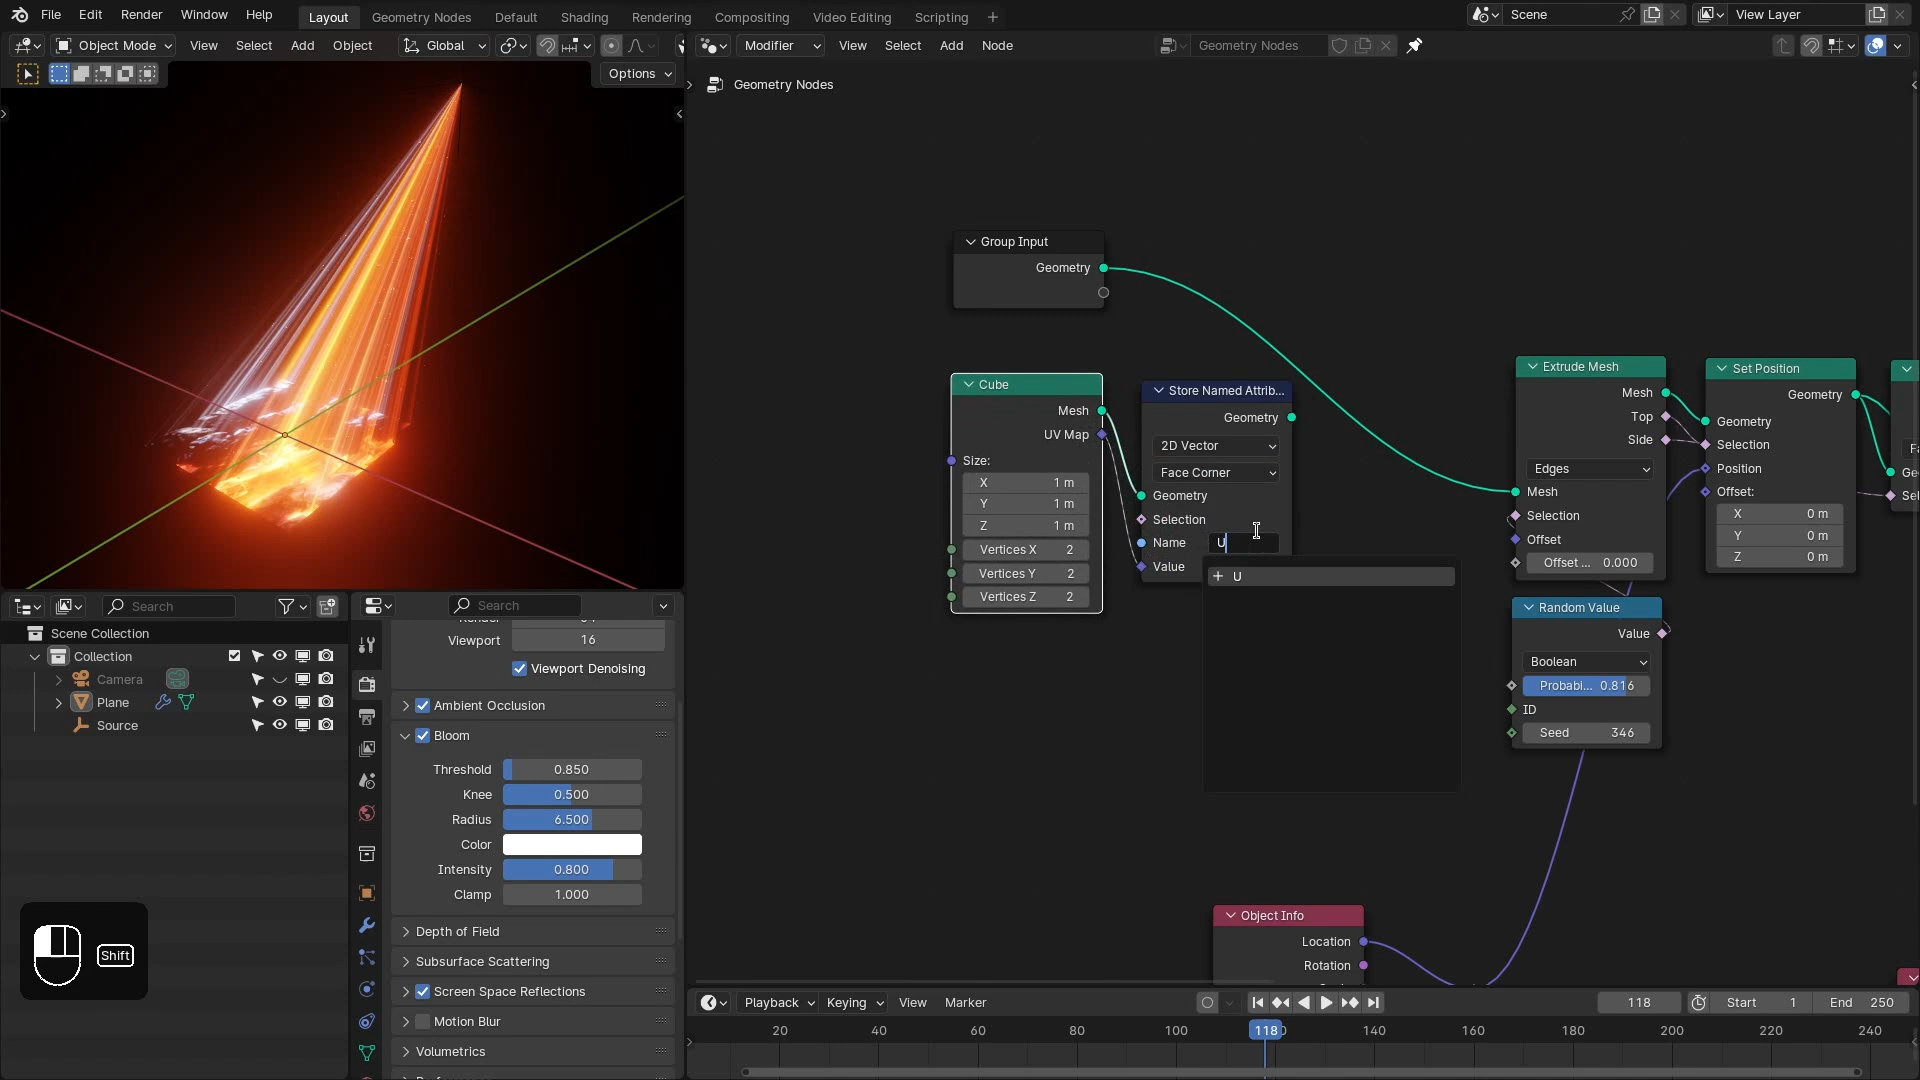 File Edit Render Window Help Layout Geometry Nodes Default Shading Rendering Compositing Video Editing Scripting + Scene View Layer
Object Mode View Select Add Object Global
Modifier View Select Add Node Geometry Nodes
Options
Geometry Nodes
Group Input
Geometry
Cube
Mesh
UV Map
Size:
X 1 m
Y 1 m
Z 1 m
Vertices X 2
Vertices Y 2
Vertices Z 2
Store Named Attrib...
Geometry
2D Vector
Face Corner
Geometry
Selection
Name U
Value
+ U
Extrude Mesh
Mesh
Top
Side
Edges
Mesh
Selection
Offset
Offset ... 0.000
Set Position
Geometry
Geometry
Selection
Position
Offset:
X 0 m
Y 0 m
Z 0 m
Ge
Sel
Random Value
Value
Boolean
Probabi... 0.816
ID
Seed 346
Object Info
Location
Rotation
Search
Scene Collection
Collection
Camera
Plane
Source
Search
Viewport 16
Viewport Denoising
Ambient Occlusion
Bloom
Threshold 0.850
Knee 0.500
Radius 6.500
Color
Intensity 0.800
Clamp 1.000
Depth of Field
Subsurface Scattering
Screen Space Reflections
Motion Blur
Volumetrics
Shift
Playback Keying View Marker 118 Start 1 End 250
20 40 60 80 100 118 140 160 180 200 220 240